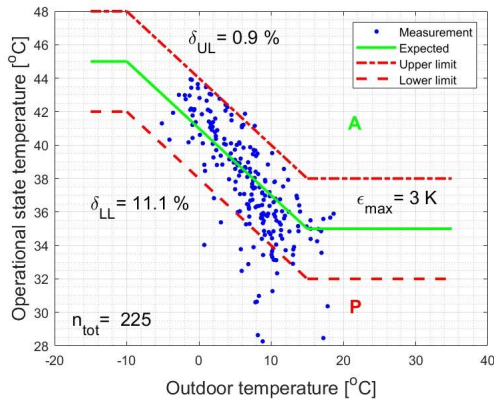 48
46
44
42
40
38
36
34
32
30
28
Operational state temperature [°C]
δUL = 0.9 %
Measurement
Expected
Upper limit
Lower limit
A
δLL = 11.1 %
ϵmax = 3 K
P
ntot = 225
-20
-10
0
10
20
30
40
Outdoor temperature [°C]